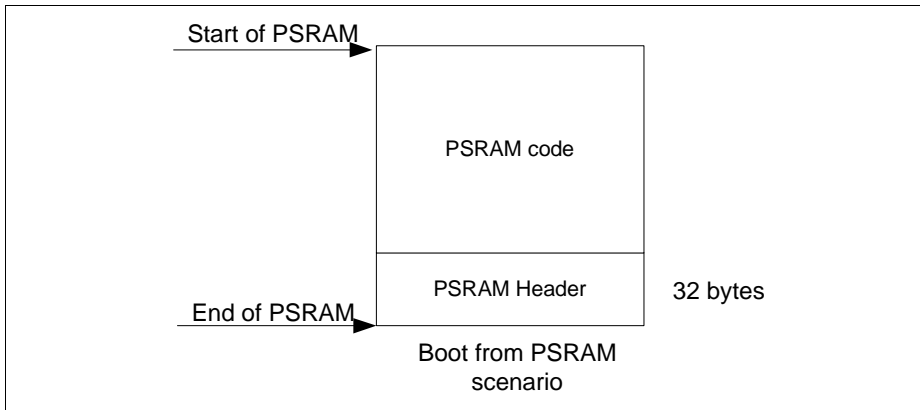 Start of PSRAM
PSRAM code
PSRAM Header
32 bytes
End of PSRAM
Boot from PSRAM
scenario